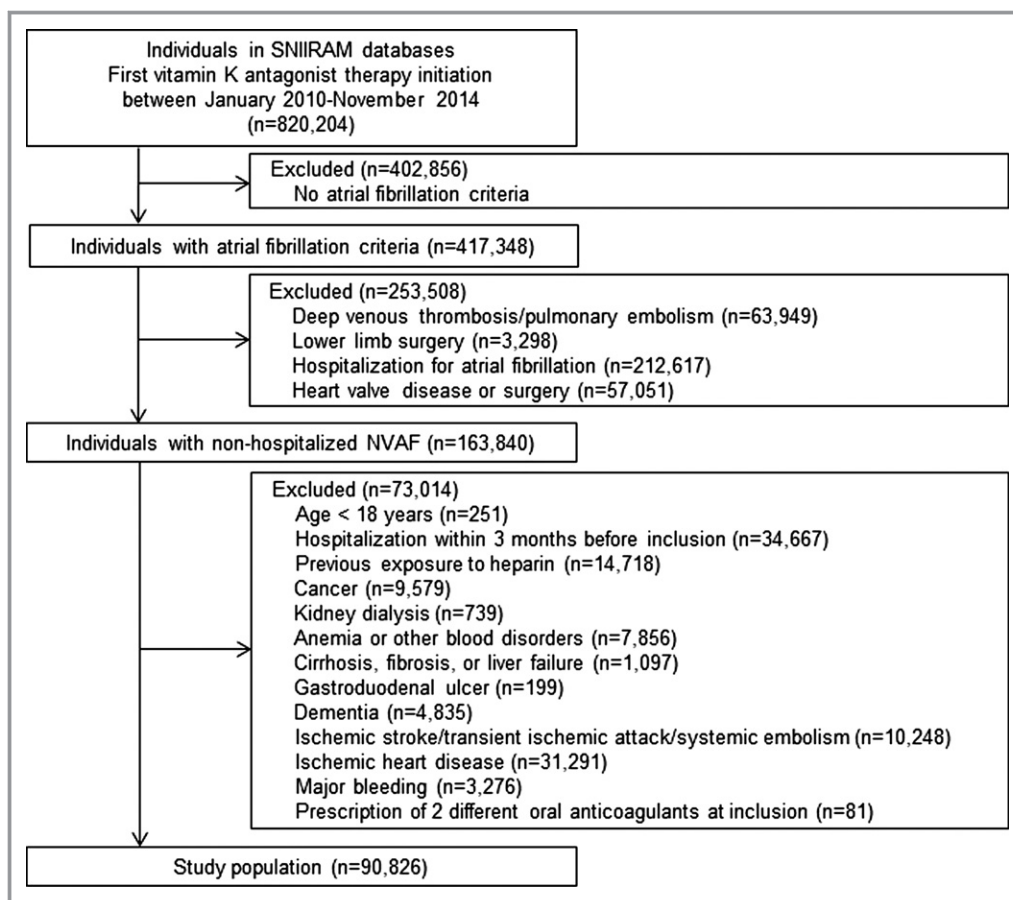 Individuals in SNIIRAM databases
First vitamin K antagonist therapy initiation
between January 2010-November 2014
(n=820,204)
Excluded (n=402,856)
No atrial fibrillation criteria
Individuals with atrial fibrillation criteria (n=417,348)
Excluded (n=253,508)
Deep venous thrombosis/pulmonary embolism (n=63,949)
Lower limb surgery (n=3,298)
Hospitalization for atrial fibrillation (n=212,617)
Heart valve disease or surgery (n=57,051)
Individuals with non-hospitalized NVAF (n=163,840)
Excluded (n=73,014)
Age < 18 years (n=251)
Hospitalization within 3 months before inclusion (n=34,667)
Previous exposure to heparin (n=14,718)
Cancer (n=9,579)
Kidney dialysis (n=739)
Anemia or other blood disorders (n=7,856)
Cirrhosis, fibrosis, or liver failure (n=1,097)
Gastroduodenal ulcer (n=199)
Dementia (n=4,835)
Ischemic stroke/transient ischemic attack/systemic embolism (n=10,248)
Ischemic heart disease (n=31,291)
Major bleeding (n=3,276)
Prescription of 2 different oral anticoagulants at inclusion (n=81)
Study population (n=90,826)